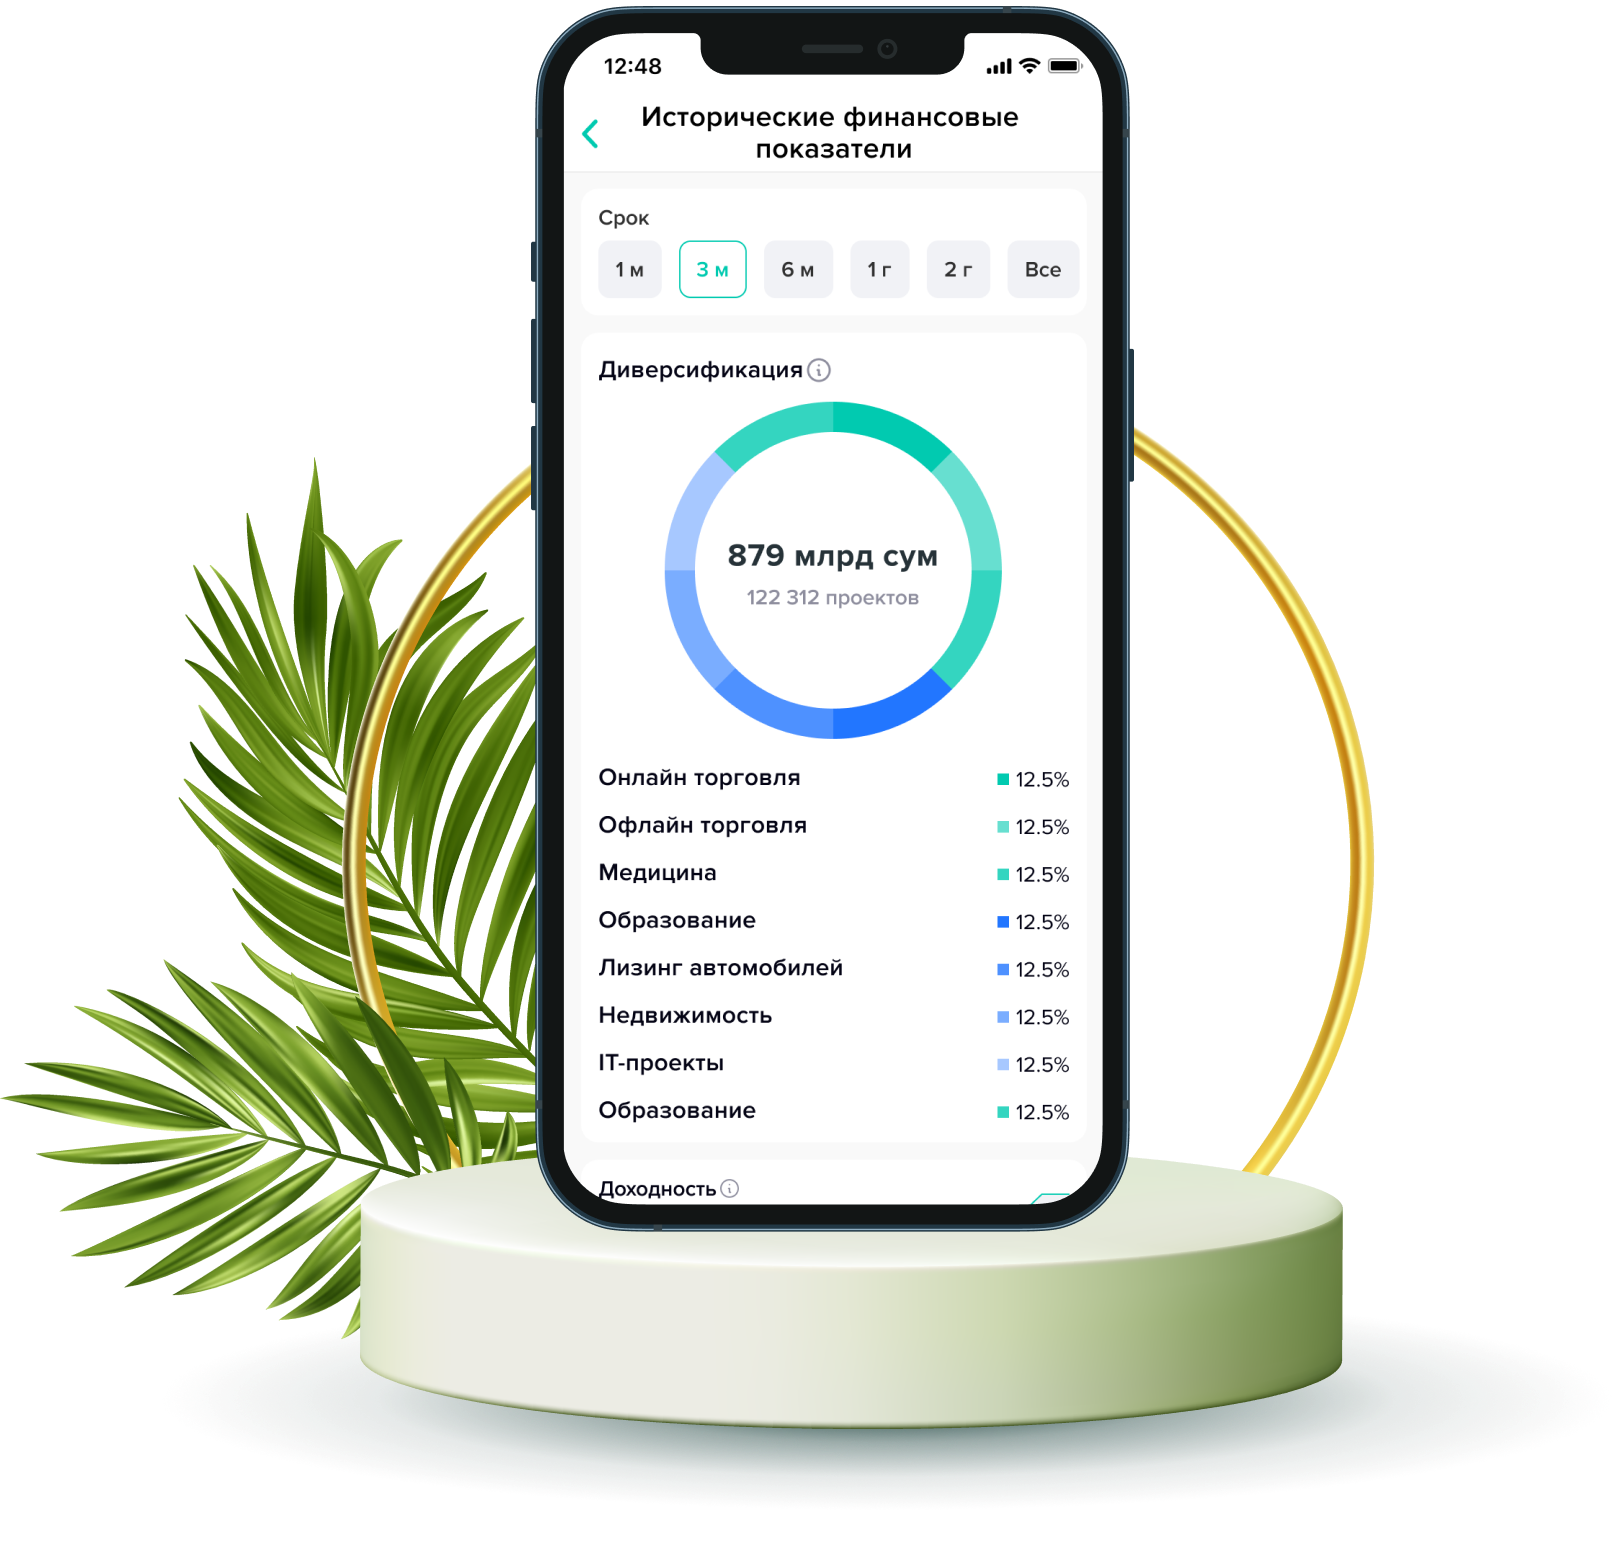 12:48
Исторические финансовые
показатели
Срок
1 м 3 м 6 м 1 г 2 г Все
Диверсификация
879 млрд сум
122 312 проектов
Онлайн торговля 12.5%
Офлайн торговля 12.5%
Медицина 12.5%
Образование 12.5%
Лизинг автомобилей 12.5%
Недвижимость 12.5%
IT-проекты 12.5%
Образование 12.5%
Доходность